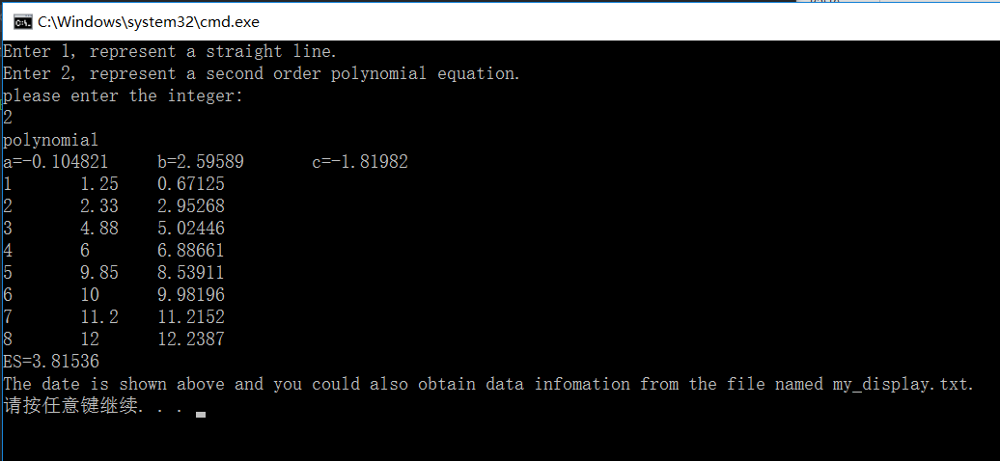 C:\Windows\system32\cmd.exe
Enter 1, represent a straight line.
Enter 2, represent a second order polynomial equation.
please enter the integer:
2
polynomial
a=-0.104821 b=2.59589 c=-1.81982
1 1.25 0.67125
2 2.33 2.95268
3 4.88 5.02446
4 6 6.88661
5 9.85 8.53911
6 10 9.98196
7 11.2 11.2152
8 12 12.2387
ES=3.81536
The date is shown above and you could also obtain data infomation from the file named my_display.txt.
请按任意键继续. . .